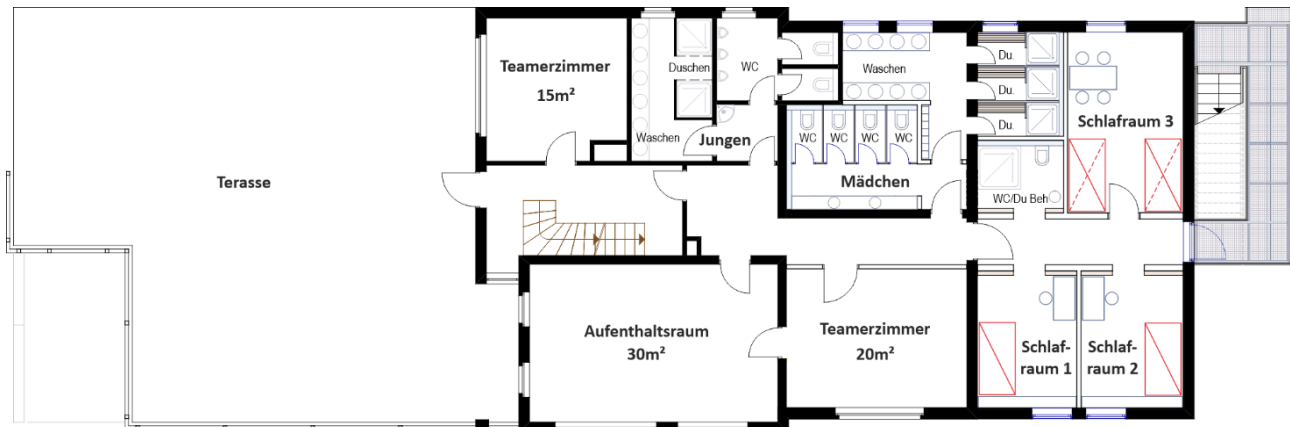 Terasse
Teamerzimmer
15m²
Duschen
Waschen
WC
Jungen
Waschen
WC
WC
WC
WC
Mädchen
Du.
Du.
Du.
WC/Du Beh
Schlafraum 3
Aufenthaltsraum
30m²
Teamerzimmer
20m²
Schlaf-
raum 1
Schlaf-
raum 2